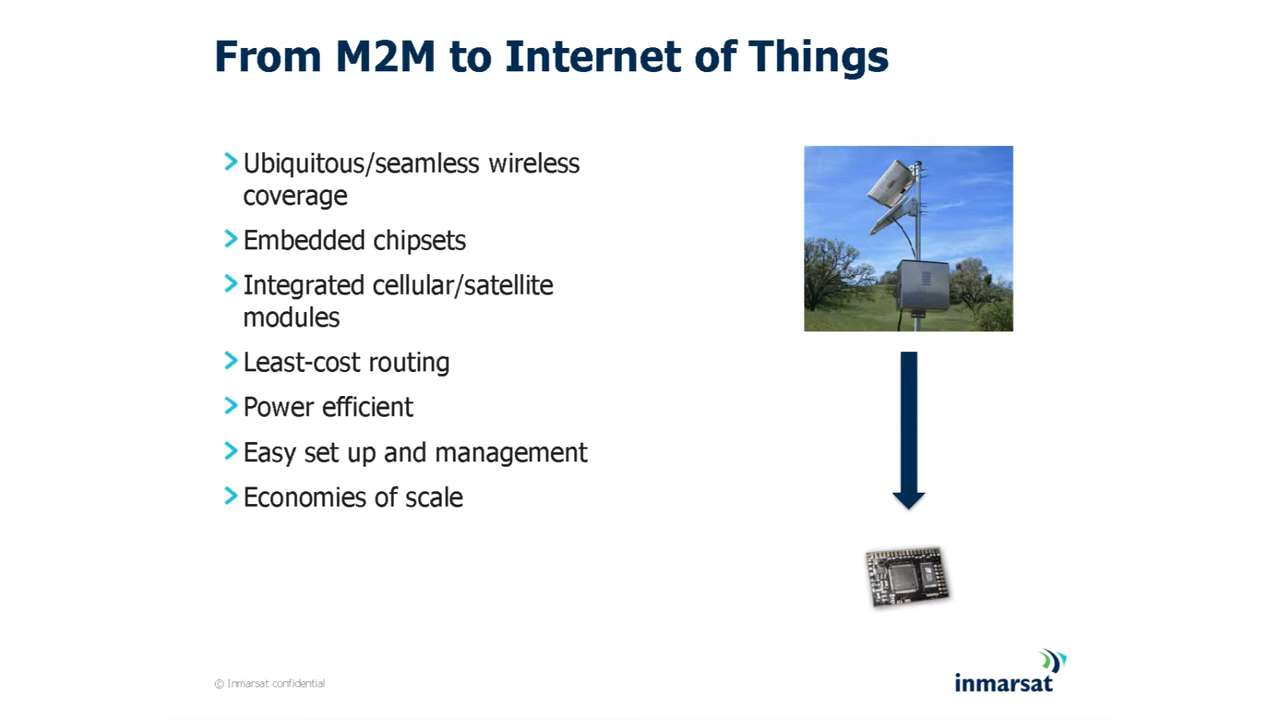 From M2M to Internet of Things
Ubiquitous/seamless wireless
coverage
Embedded chipsets
Integrated cellular/satellite
modules
Least-cost routing
Power efficient
Easy set up and management
Economies of scale
© Inmarsat confidential
inmarsat